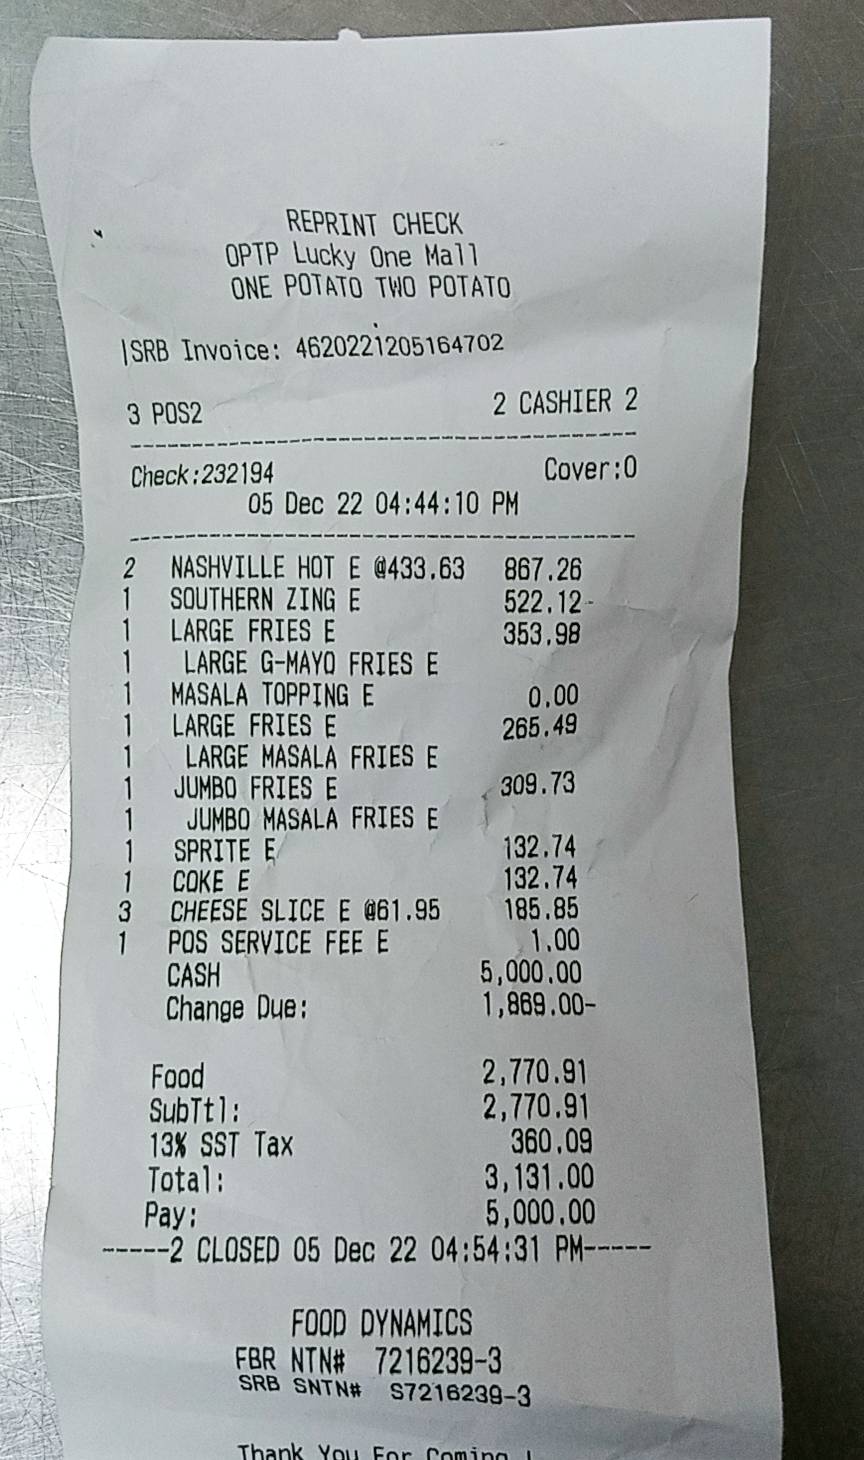 REPRINT CHECK
OPTP Lucky One Mall
ONE POTATO TWO POTATO
|SRB Invoice: 4620221205164702
3 POS2 2 CASHIER 2
--------------------------------------
Check:232194 Cover:0
05 Dec 22 04:44:10 PM
--------------------------------------
2 NASHVILLE HOT E @433.63 867.26
1 SOUTHERN ZING E 522.12
1 LARGE FRIES E 353.98
1 LARGE G-MAYO FRIES E
1 MASALA TOPPING E 0.00
1 LARGE FRIES E 265.49
1 LARGE MASALA FRIES E
1 JUMBO FRIES E 309.73
1 JUMBO MASALA FRIES E
1 SPRITE E 132.74
1 COKE E 132.74
3 CHEESE SLICE E @61.95 185.85
1 POS SERVICE FEE E 1.00
CASH 5,000.00
Change Due: 1,869.00-
Food 2,770.91
SubTtl: 2,770.91
13% SST Tax 360.09
Total: 3,131.00
Pay: 5,000.00
-----2 CLOSED 05 Dec 22 04:54:31 PM-----
FOOD DYNAMICS
FBR NTN# 7216239-3
SRB SNTN# S7216239-3
Thank You For Coming !